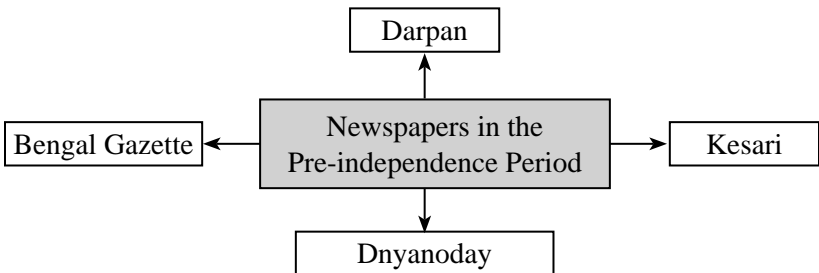 Darpan
Bengal Gazette
Newspapers in the
Pre-independence Period
Kesari
Dnyanoday